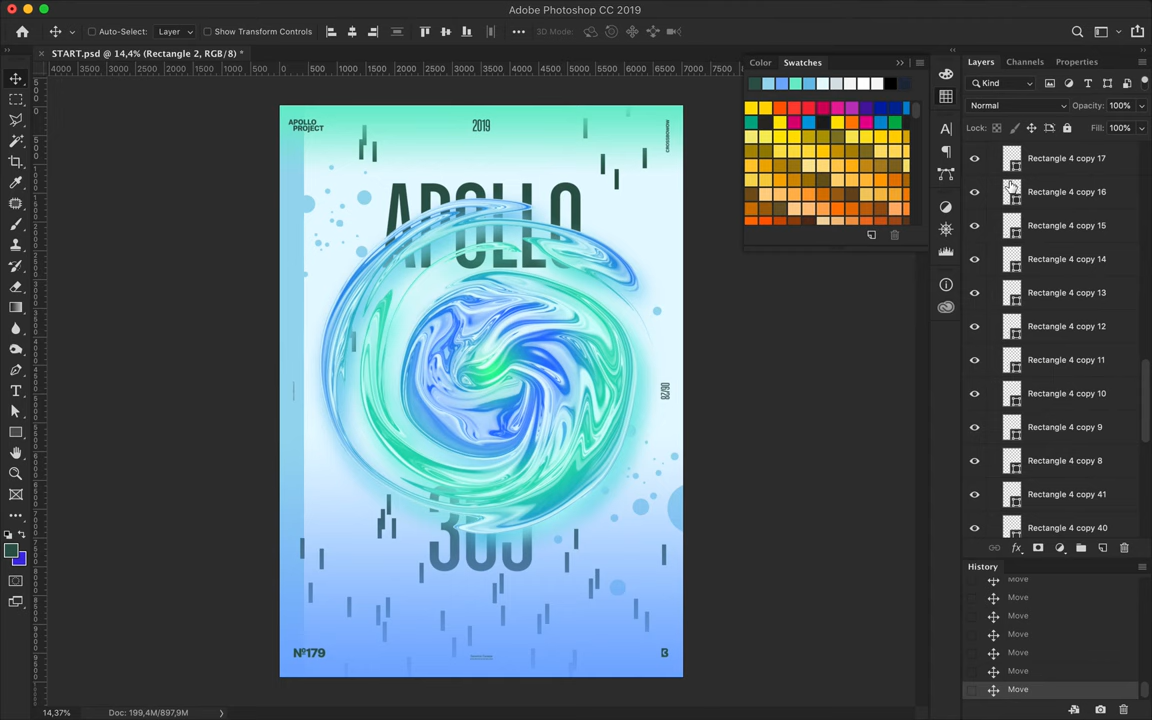 Adobe Photoshop CC 2019
Auto-Select:
Layer
Show Transform Controls
3D Mode:
START.psd @ 14,4% (Rectangle 2, RGB/8) *
4000 3500 3000 2500 2000 1500 1000 500 0 500 1000 1500 2000 2500 3000 3500 4000 4500 5000 5500 6000 6500 7000 7500
APOLLO
PROJECT
2019
APOLLO
06/28
365
Nº179
Color
Swatches
Layers
Channels
Properties
Kind
Normal
Opacity: 100%
Lock:
Fill: 100%
Rectangle 4 copy 17
Rectangle 4 copy 16
Rectangle 4 copy 15
Rectangle 4 copy 14
Rectangle 4 copy 13
Rectangle 4 copy 12
Rectangle 4 copy 11
Rectangle 4 copy 10
Rectangle 4 copy 9
Rectangle 4 copy 8
Rectangle 4 copy 41
Rectangle 4 copy 40
fx
History
Move
Move
Move
Move
Move
Move
Move
14,37%
Doc: 199,4M/897,9M